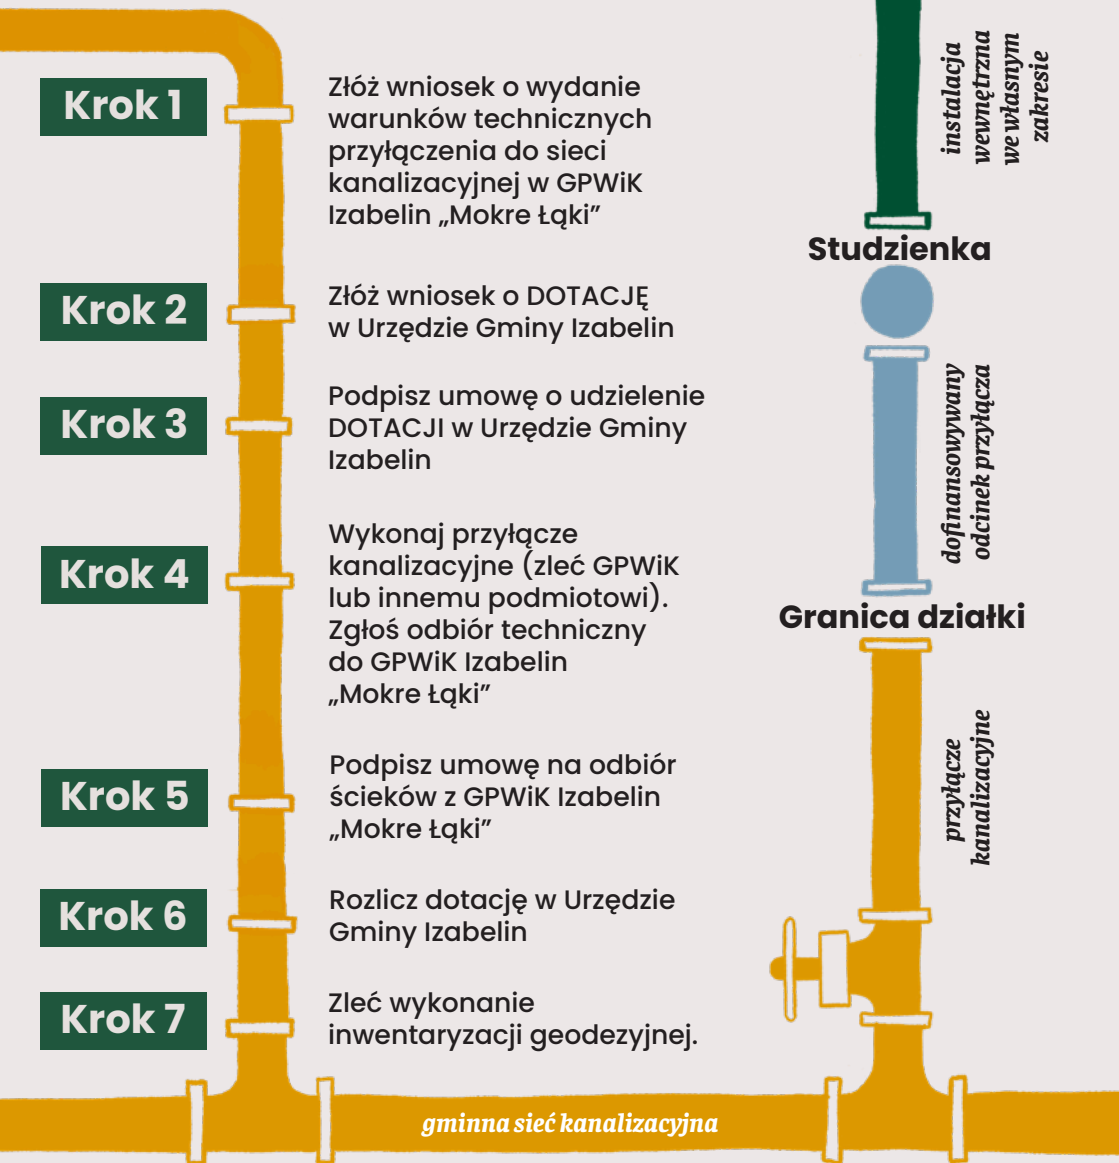 Krok 1
Złóż wniosek o wydanie
warunków technicznych
przyłączenia do sieci
kanalizacyjnej w GPWiK
Izabelin „Mokre Łąki”
Krok 2
Złóż wniosek o DOTACJĘ
w Urzędzie Gminy Izabelin
Krok 3
Podpisz umowę o udzielenie
DOTACJI w Urzędzie Gminy
Izabelin
Krok 4
Wykonaj przyłącze
kanalizacyjne (zleć GPWiK
lub innemu podmiotowi).
Zgłoś odbiór techniczny
do GPWiK Izabelin
„Mokre Łąki”
Krok 5
Podpisz umowę na odbiór
ścieków z GPWiK Izabelin
„Mokre Łąki”
Krok 6
Rozlicz dotację w Urzędzie
Gminy Izabelin
Krok 7
Zleć wykonanie
inwentaryzacji geodezyjnej.
instalacja
wewnętrzna
we własnym
zakresie
Studzienka
dofinansowywany
odcinek przyłącza
Granica działki
przyłącze
kanalizacyjne
gminna sieć kanalizacyjna